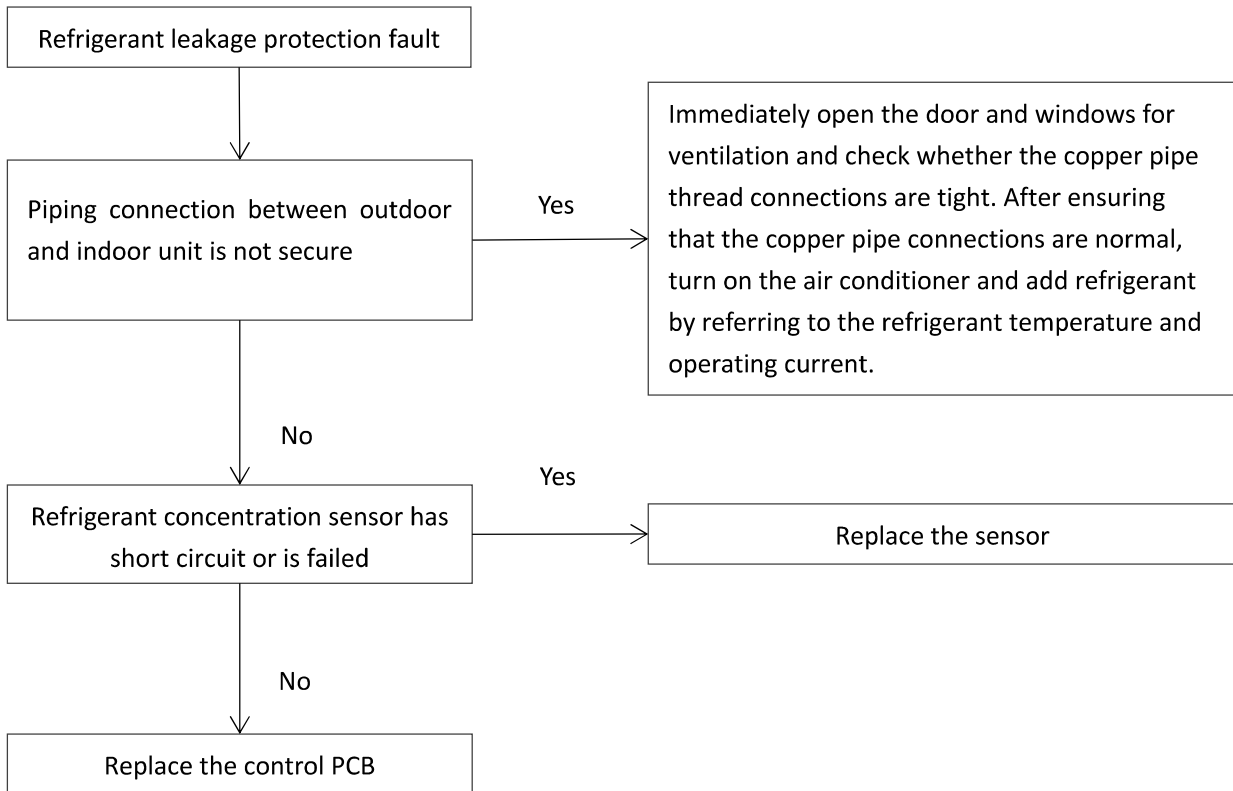 Refrigerant leakage protection fault
Immediately open the door and windows for
ventilation and check whether the copper pipe
thread connections are tight. After ensuring
that the copper pipe connections are normal,
turn on the air conditioner and add refrigerant
by referring to the refrigerant temperature and
operating current.
Piping connection between outdoor
and indoor unit is not secure
Yes
No
Refrigerant concentration sensor has
short circuit or is failed
Yes
Replace the sensor
No
Replace the control PCB